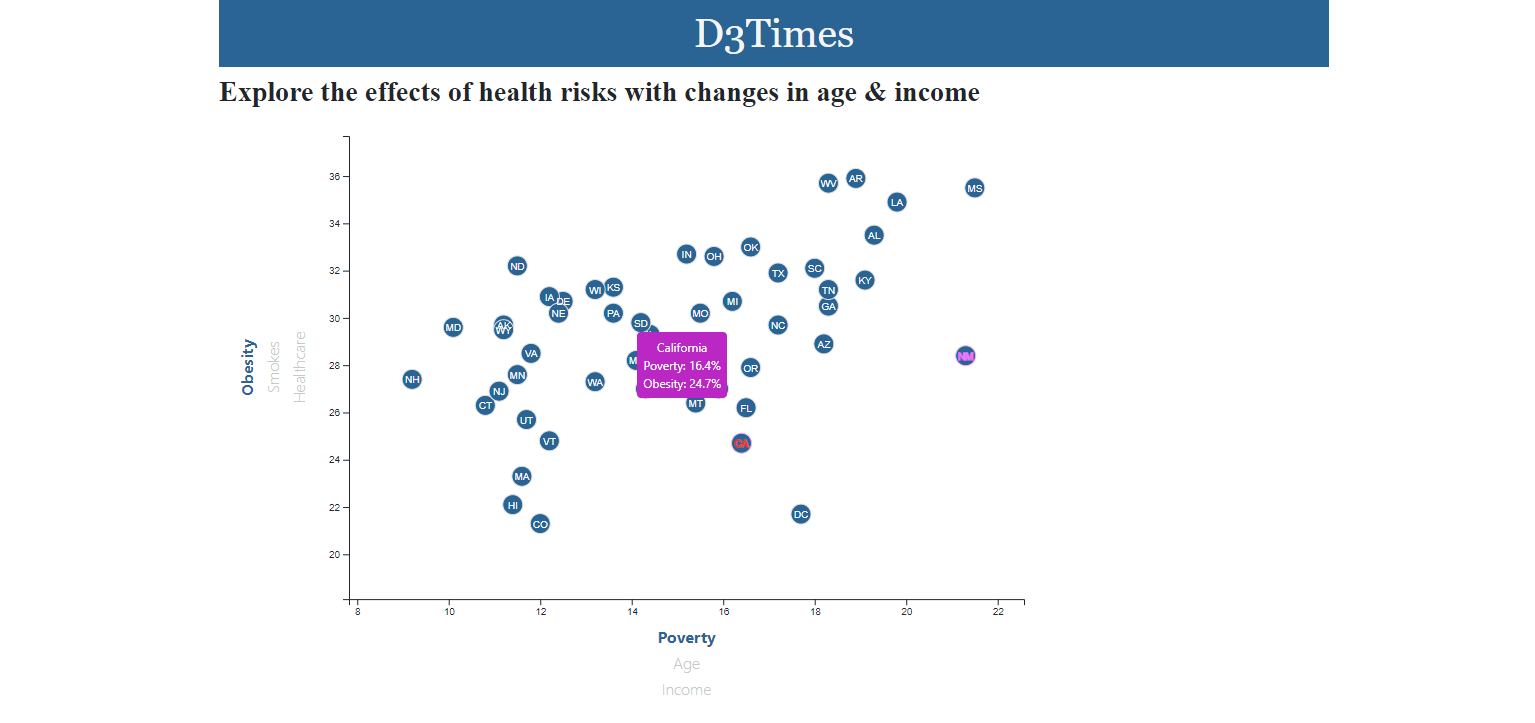 D3Times
Explore the effects of health risks with changes in age & income
36
WV AR MS
LA
34
AL
IN OH OK
ND
32
TX SC KY
WI KS TN
IA DE MI GA
NE PA MO
30
MD WY SD NC
AZ
VA NM
28
MN OR
NH WA
NJ
CT MT FL
26
UT
VT CA
24
MA
22
HI DC
CO
20
California
Poverty: 16.4%
Obesity: 24.7%
Obesity
Smokes
Healthcare
8 10 12 14 16 18 20 22
Poverty
Age
Income